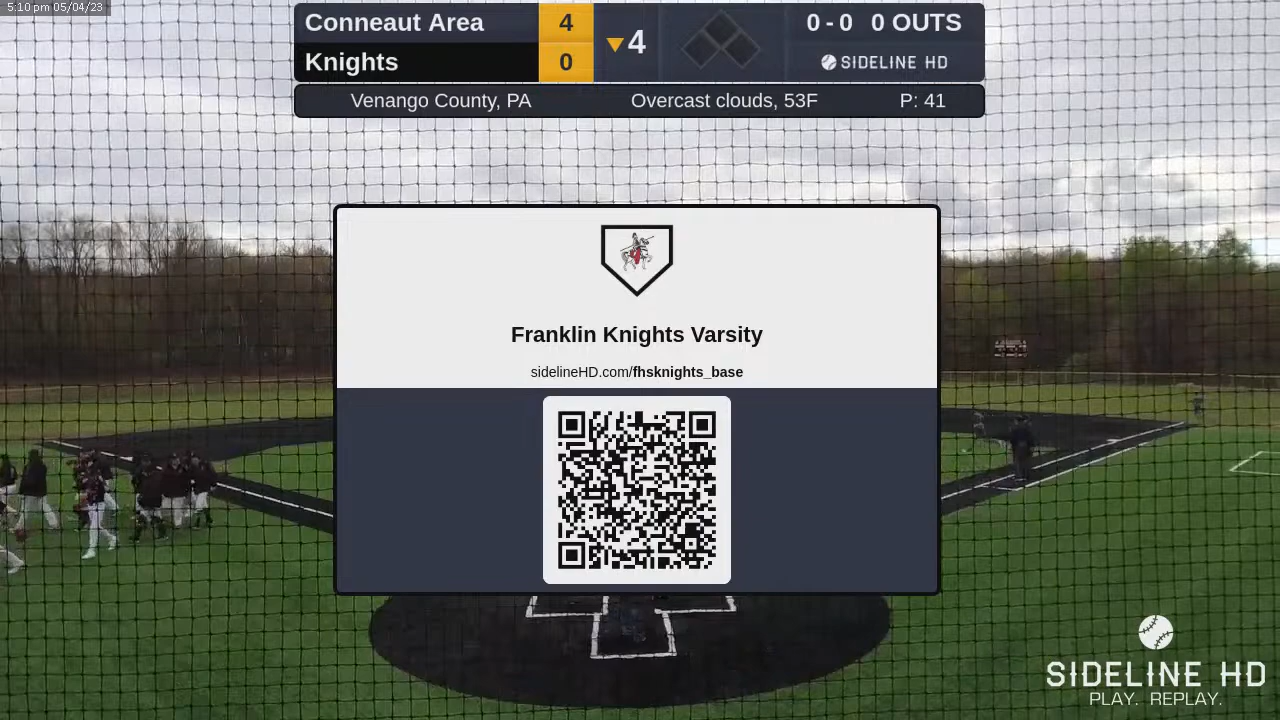 5:10 pm 05/04/23
Conneaut Area 4
Knights 0
4
0 - 0 0 OUTS
SIDELINE HD
Venango County, PA Overcast clouds, 53F P: 41
Franklin Knights Varsity
sidelineHD.com/fhsknights_base
SIDELINE HD
PLAY. REPLAY.